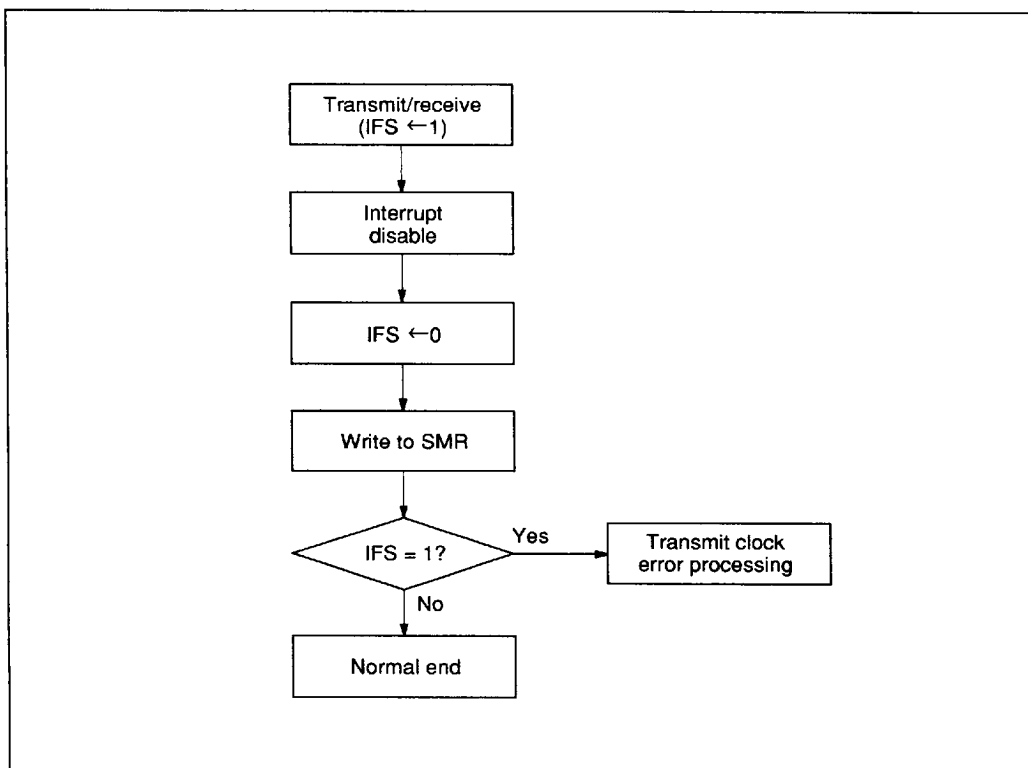 Transmit/receive
(IFS ←1)
Interrupt
disable
IFS ←0
Write to SMR
IFS = 1?
Yes
Transmit clock
error processing
No
Normal end